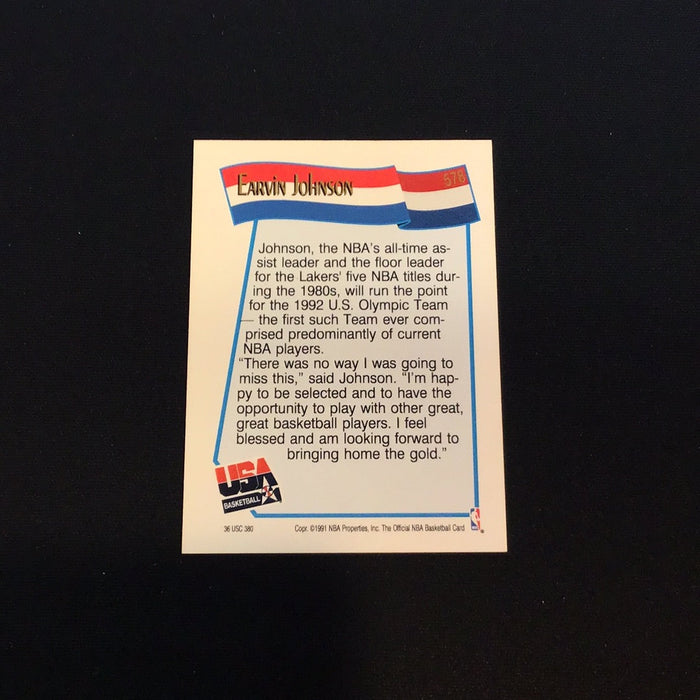 Earvin Johnson
578
Johnson, the NBA's all-time as-
sist leader and the floor leader
for the Lakers' five NBA titles dur-
ing the 1980s, will run the point
for the 1992 U.S. Olympic Team
— the first such Team ever com-
prised predominantly of current
NBA players.
"There was no way I was going to
miss this," said Johnson. "I'm hap-
py to be selected and to have the
opportunity to play with other great,
great basketball players. I feel
blessed and am looking forward to
bringing home the gold."
USA
BASKETBALL
36 USC 380
Copr. ©1991 NBA Properties, Inc. The Official NBA Basketball Card